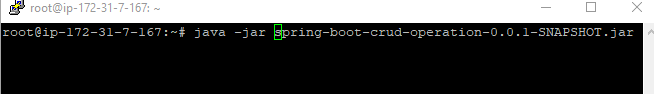 root@ip-172-31-7-167: ~
root@ip-172-31-7-167:~# java -jar spring-boot-crud-operation-0.0.1-SNAPSHOT.jar